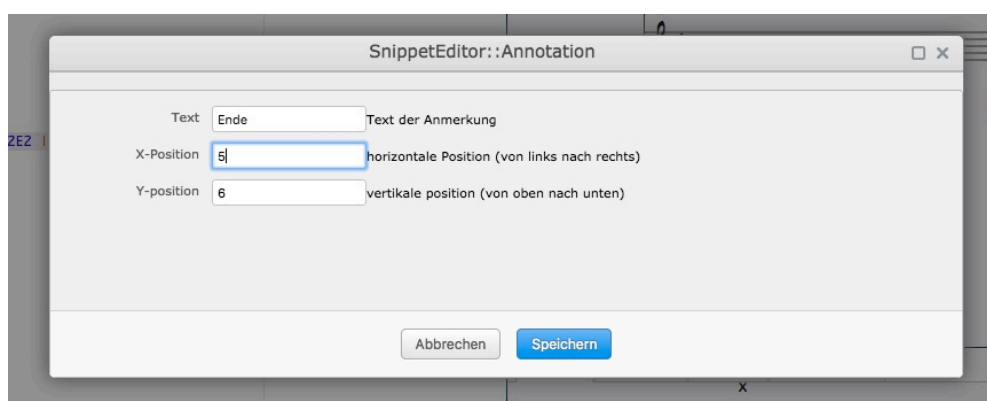 SnippetEditor::Annotation
Text Ende Text der Anmerkung
2E2
X-Position 5 horizontale Position (von links nach rechts)
Y-position 6 vertikale position (von oben nach unten)
Abbrechen Speichern
X